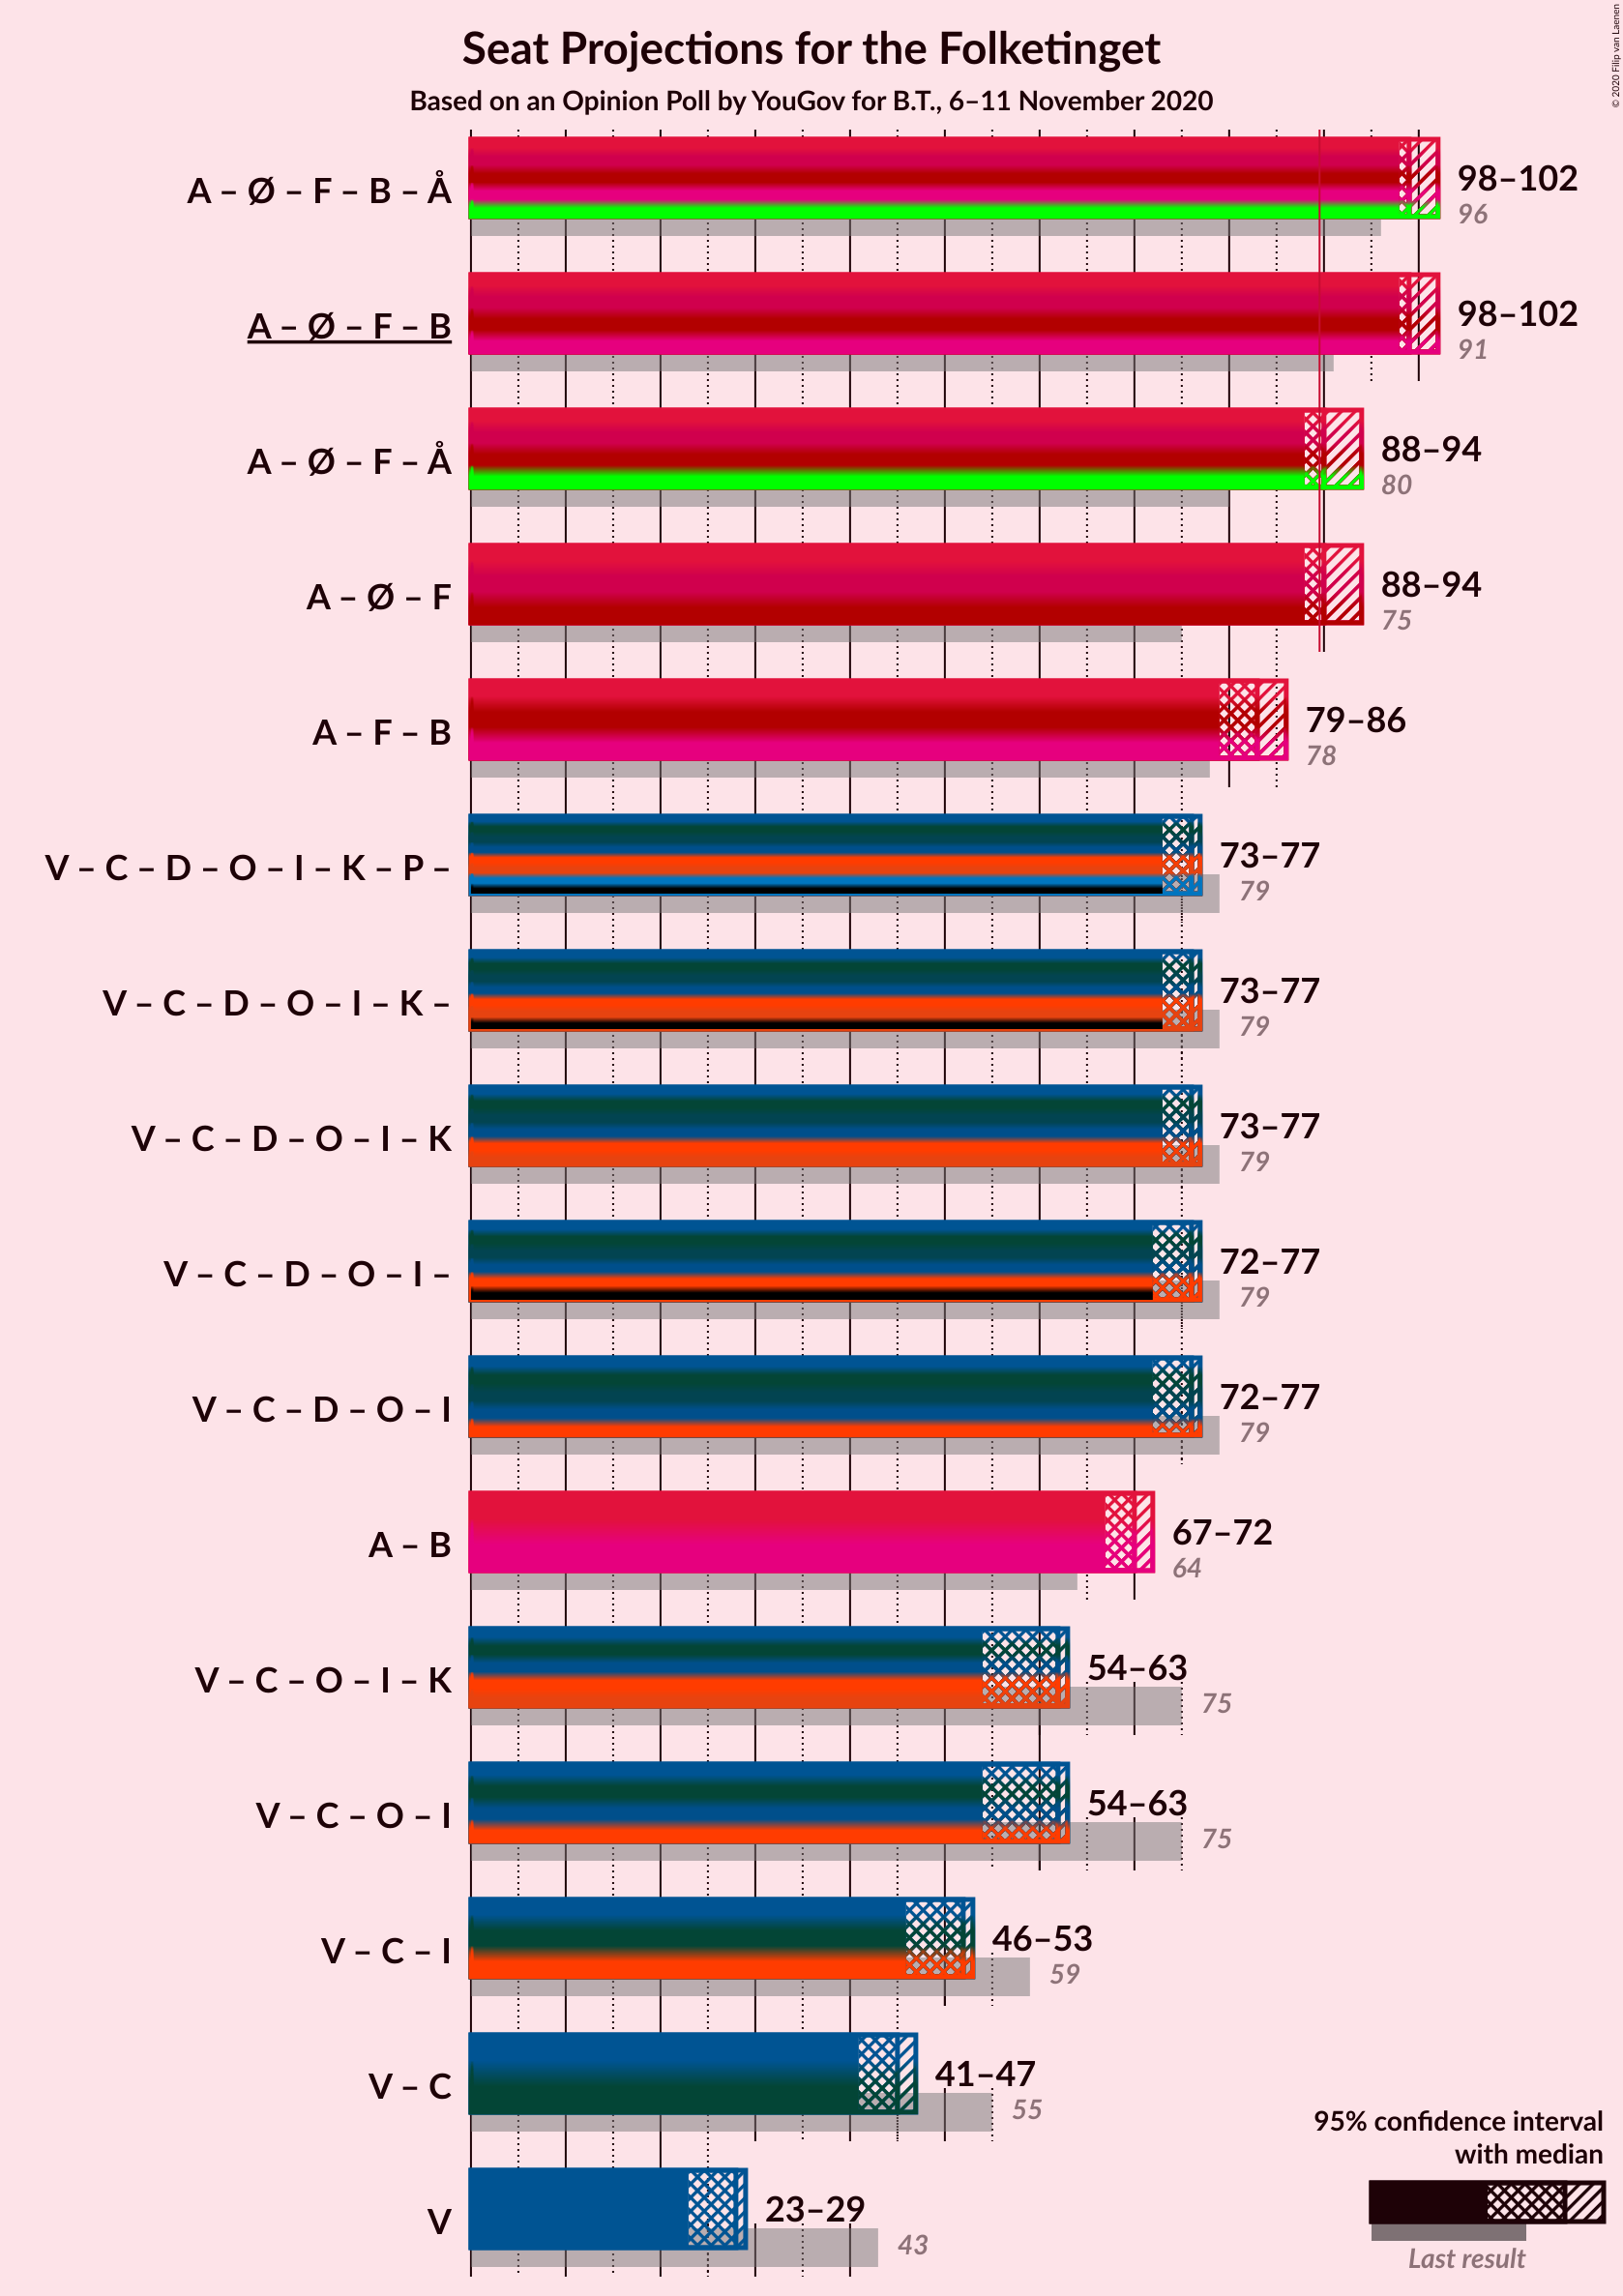 Seat Projections for the Folketinget
Based on an Opinion Poll by YouGov for B.T., 6–11 November 2020
© 2020 Filip van Laenen
A – Ø – F – B – Å
98–102
96
A – Ø – F – B
98–102
91
A – Ø – F – Å
88–94
80
A – Ø – F
88–94
75
A – F – B
79–86
78
V – C – D – O – I – K – P –
73–77
79
V – C – D – O – I – K –
73–77
79
V – C – D – O – I – K
73–77
79
V – C – D – O – I –
72–77
79
V – C – D – O – I
72–77
79
A – B
67–72
64
V – C – O – I – K
54–63
75
V – C – O – I
54–63
75
V – C – I
46–53
59
V – C
41–47
55
V
23–29
43
95% confidence interval
with median
Last result